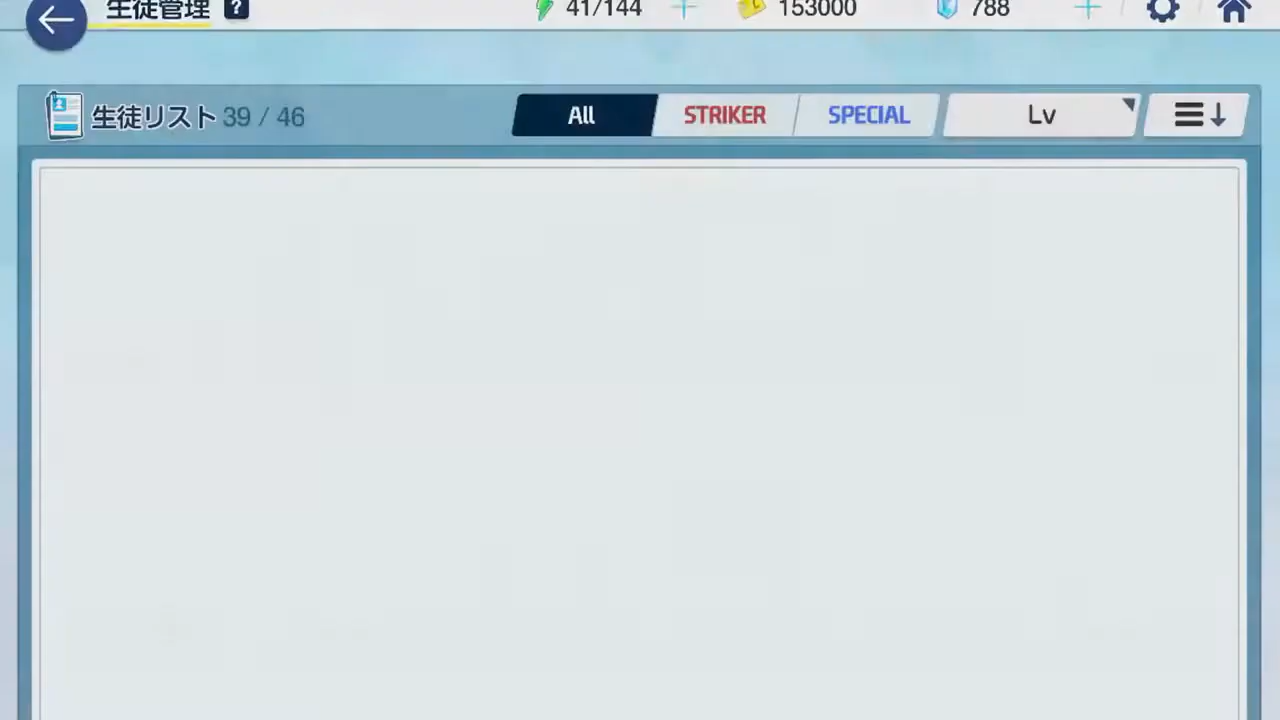 生徒管理 ? 41/144 153000 788
生徒リスト 39 / 46 All STRIKER SPECIAL Lv